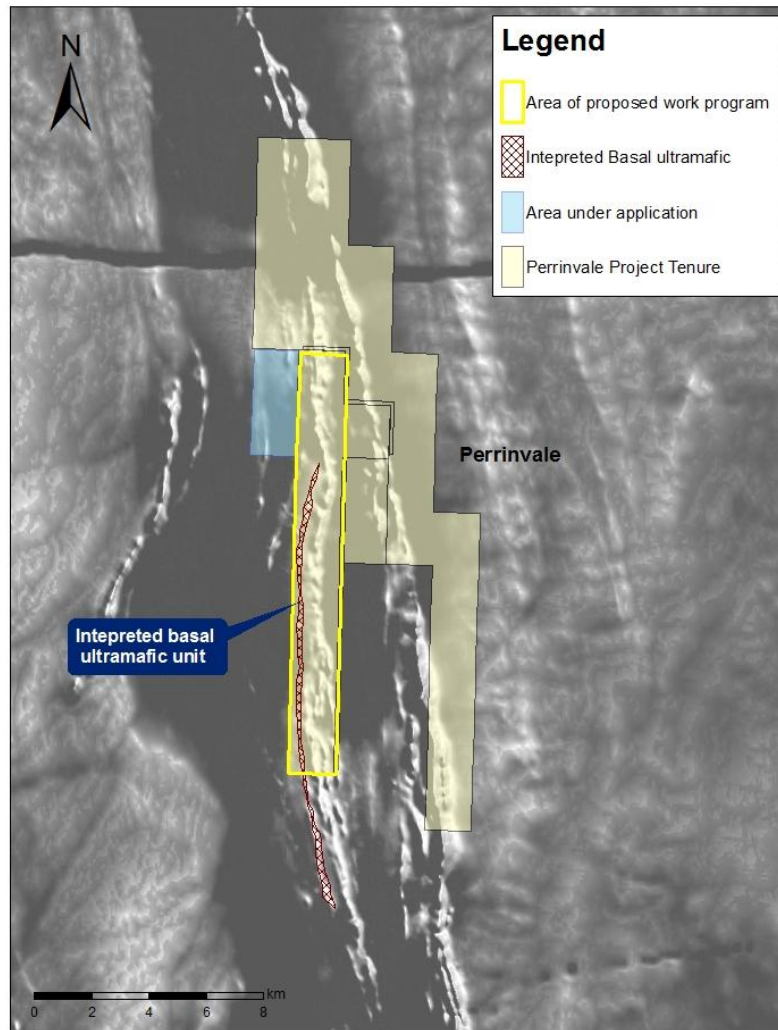 N
Legend
Area of proposed work program
Intepreted Basal ultramafic
Area under application
Perrinvale Project Tenure
Perrinvale
Intepreted basal
ultramafic unit
km
0 2 4 6 8